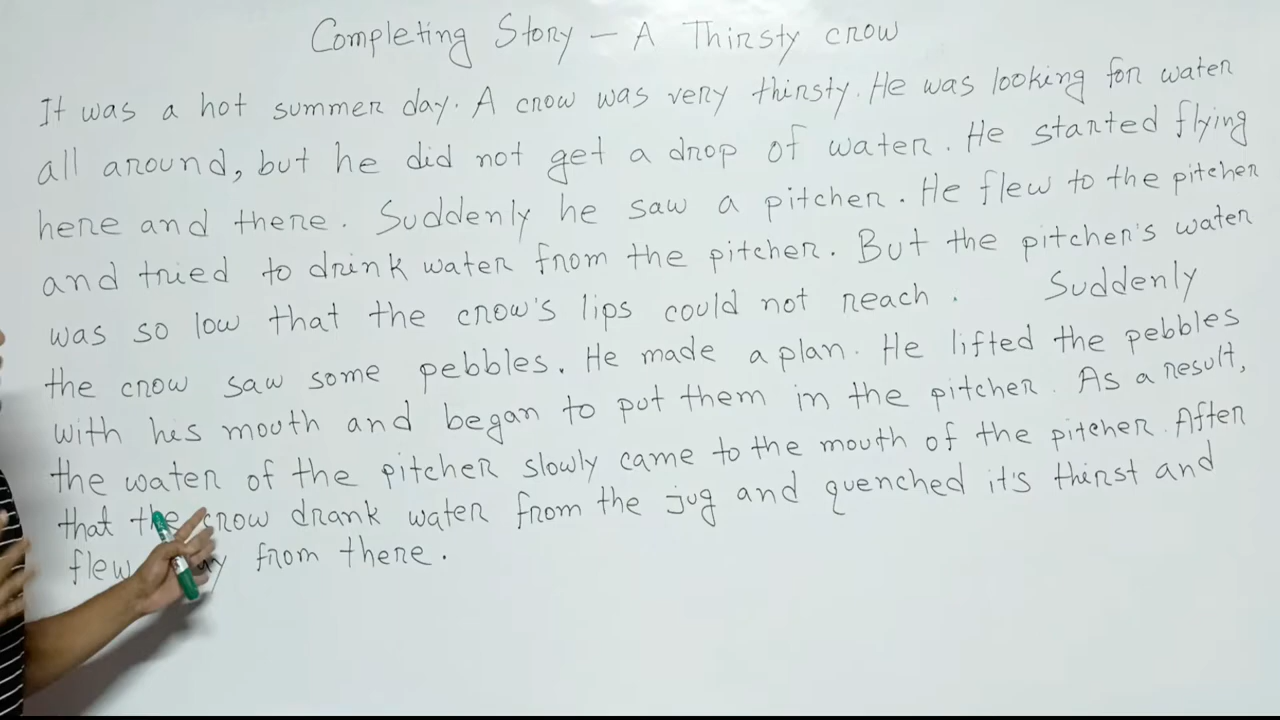 Completing Story – A Thirsty crow
It was a hot summer day. A crow was very thirsty. He was looking for water
all around, but he did not get a drop of water. He started flying
here and there. Suddenly he saw a pitcher. He flew to the pitcher
and tried to drink water from the pitcher. But the pitcher's water
was so low that the crow's lips could not reach. Suddenly
the crow saw some pebbles. He made a plan. He lifted the pebbles
with his mouth and began to put them in the pitcher. As a result,
the water of the pitcher slowly came to the mouth of the pitcher. After
that the crow drank water from the jug and quenched it's thirst and
flew from there.